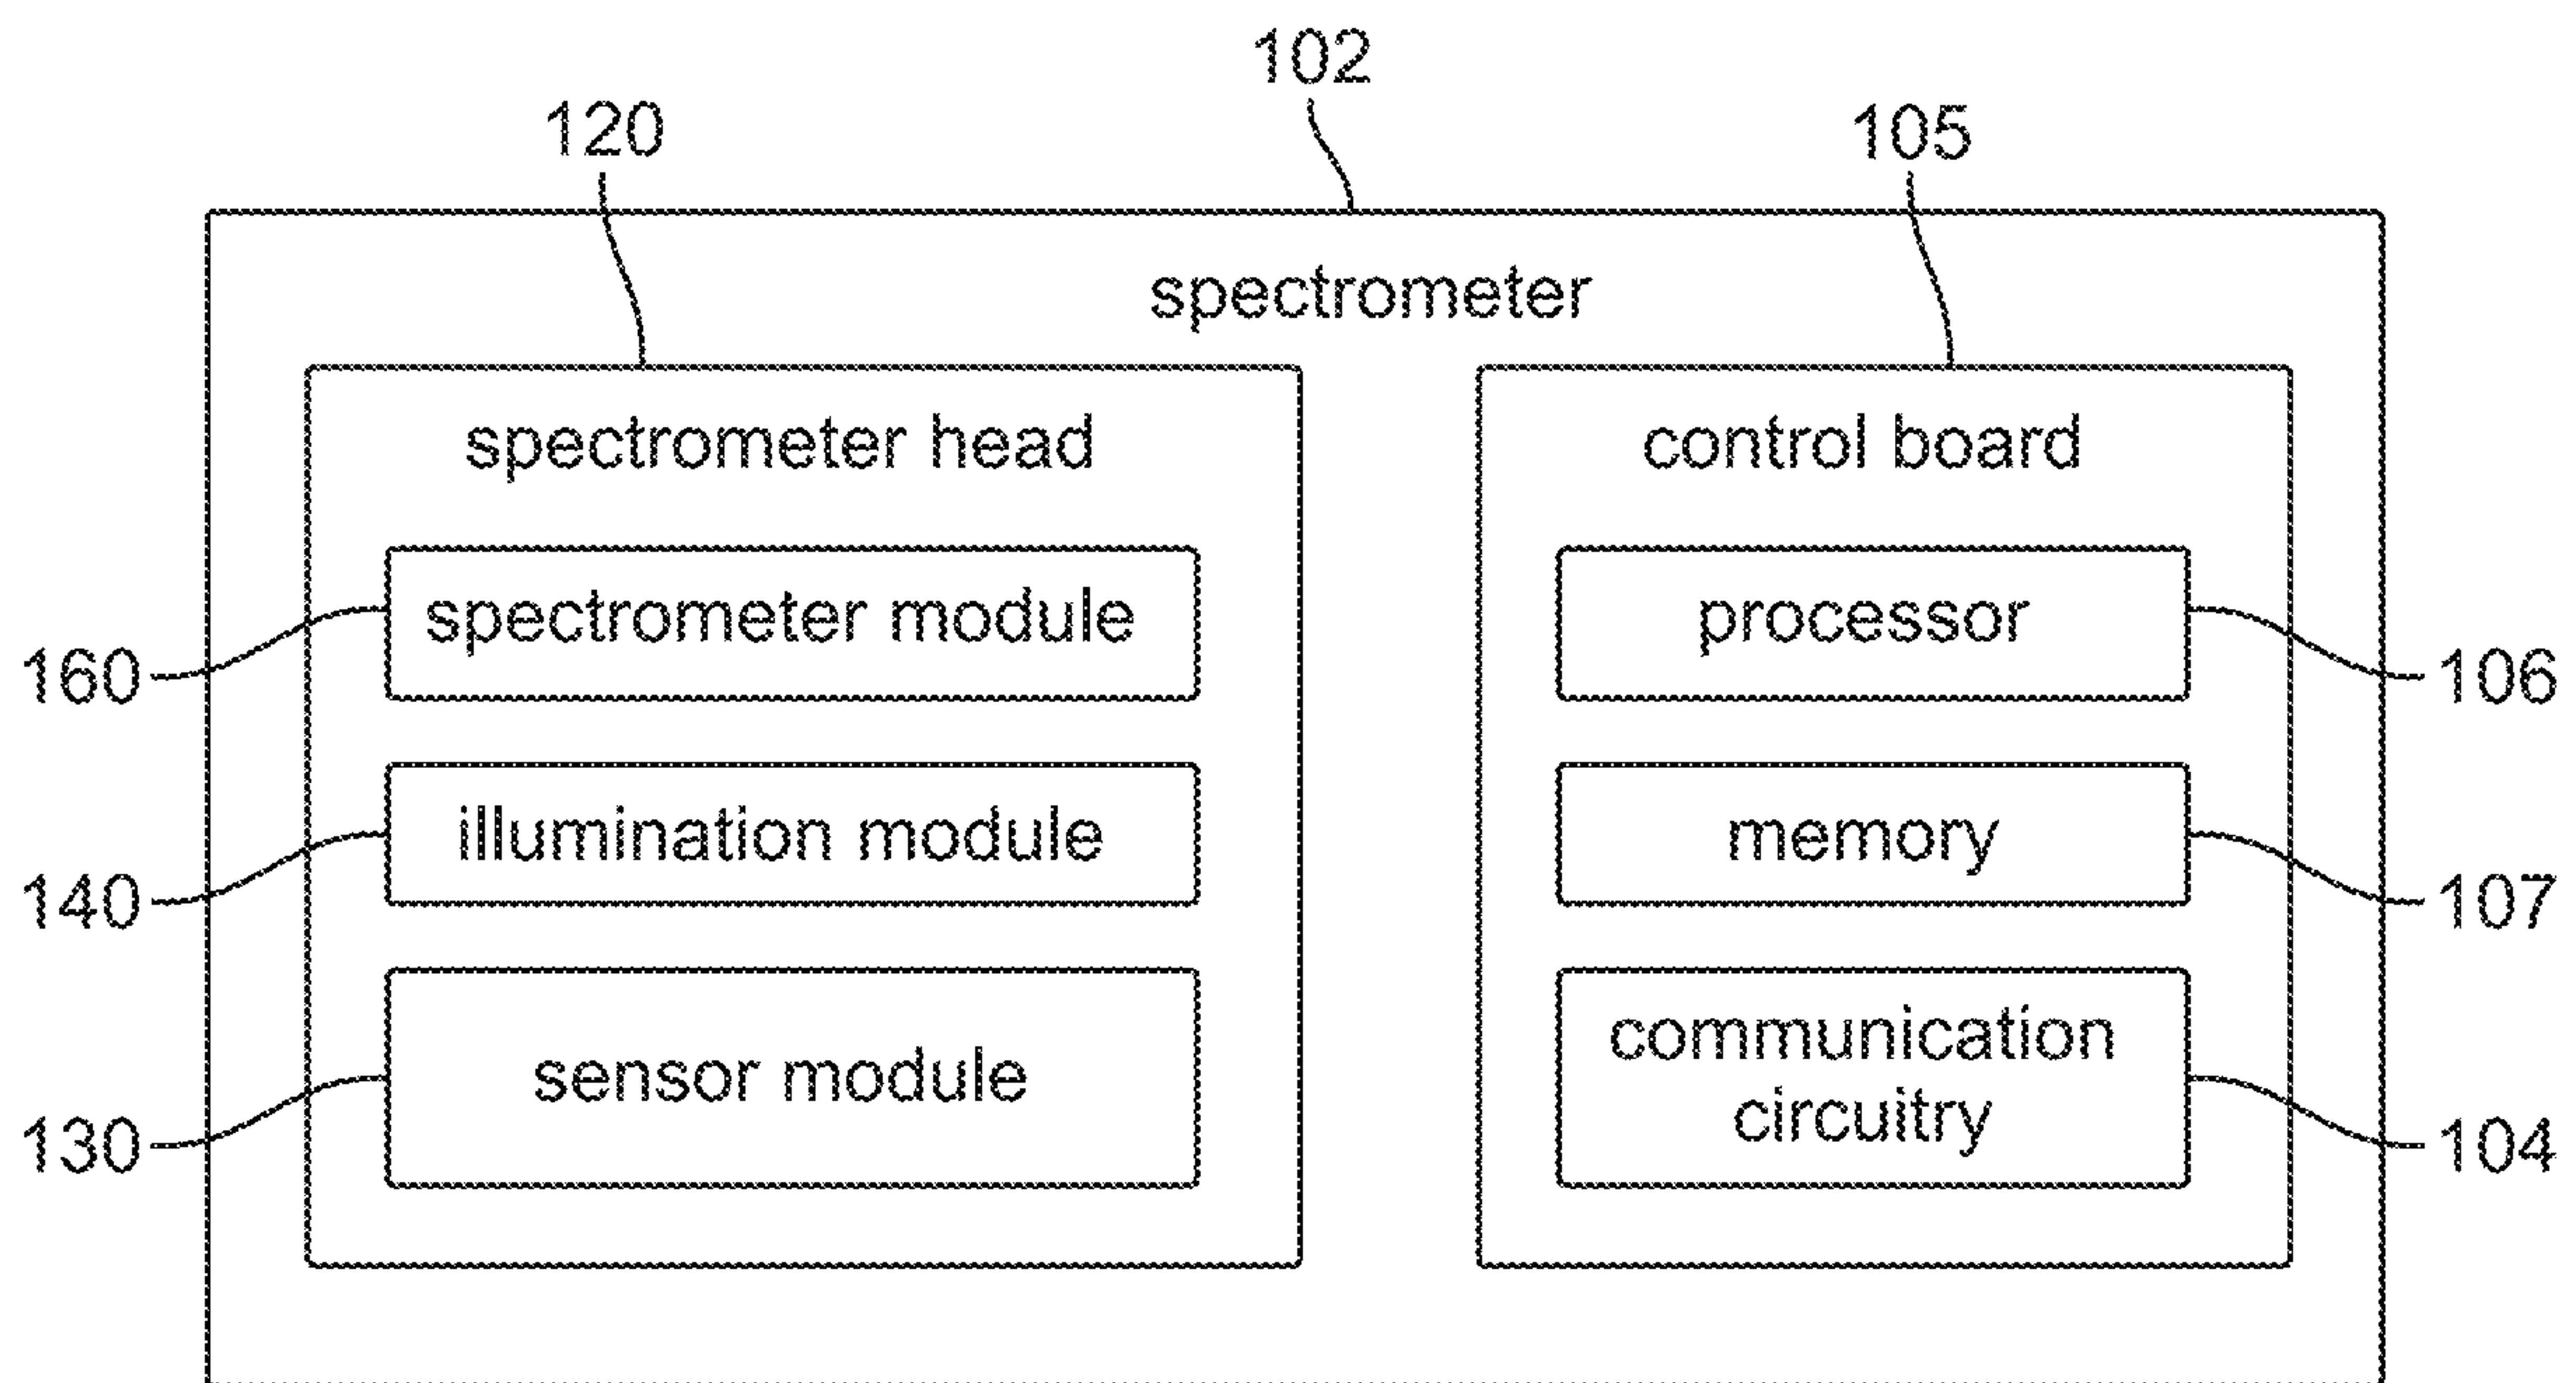 102
120
105
spectrometer
spectrometer head
control board
spectrometer module
processor
160
106
illumination module
memory
140
107
sensor module
communication
circuitry
130
104